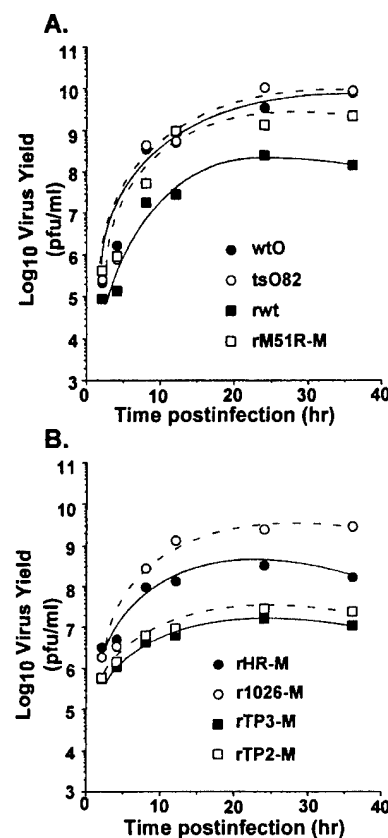 A.
11
10
9
8
7
6
5
4
3
0
10
20
30
40
Log10 Virus Yield
(pfu/ml)
Time postinfection (hr)
wtO
tsO82
rwt
rM51R-M
B.
11
10
9
8
7
6
5
4
3
0
10
20
30
40
Log10 Virus Yield
(pfu/ml)
Time postinfection (hr)
rHR-M
r1026-M
rTP3-M
rTP2-M